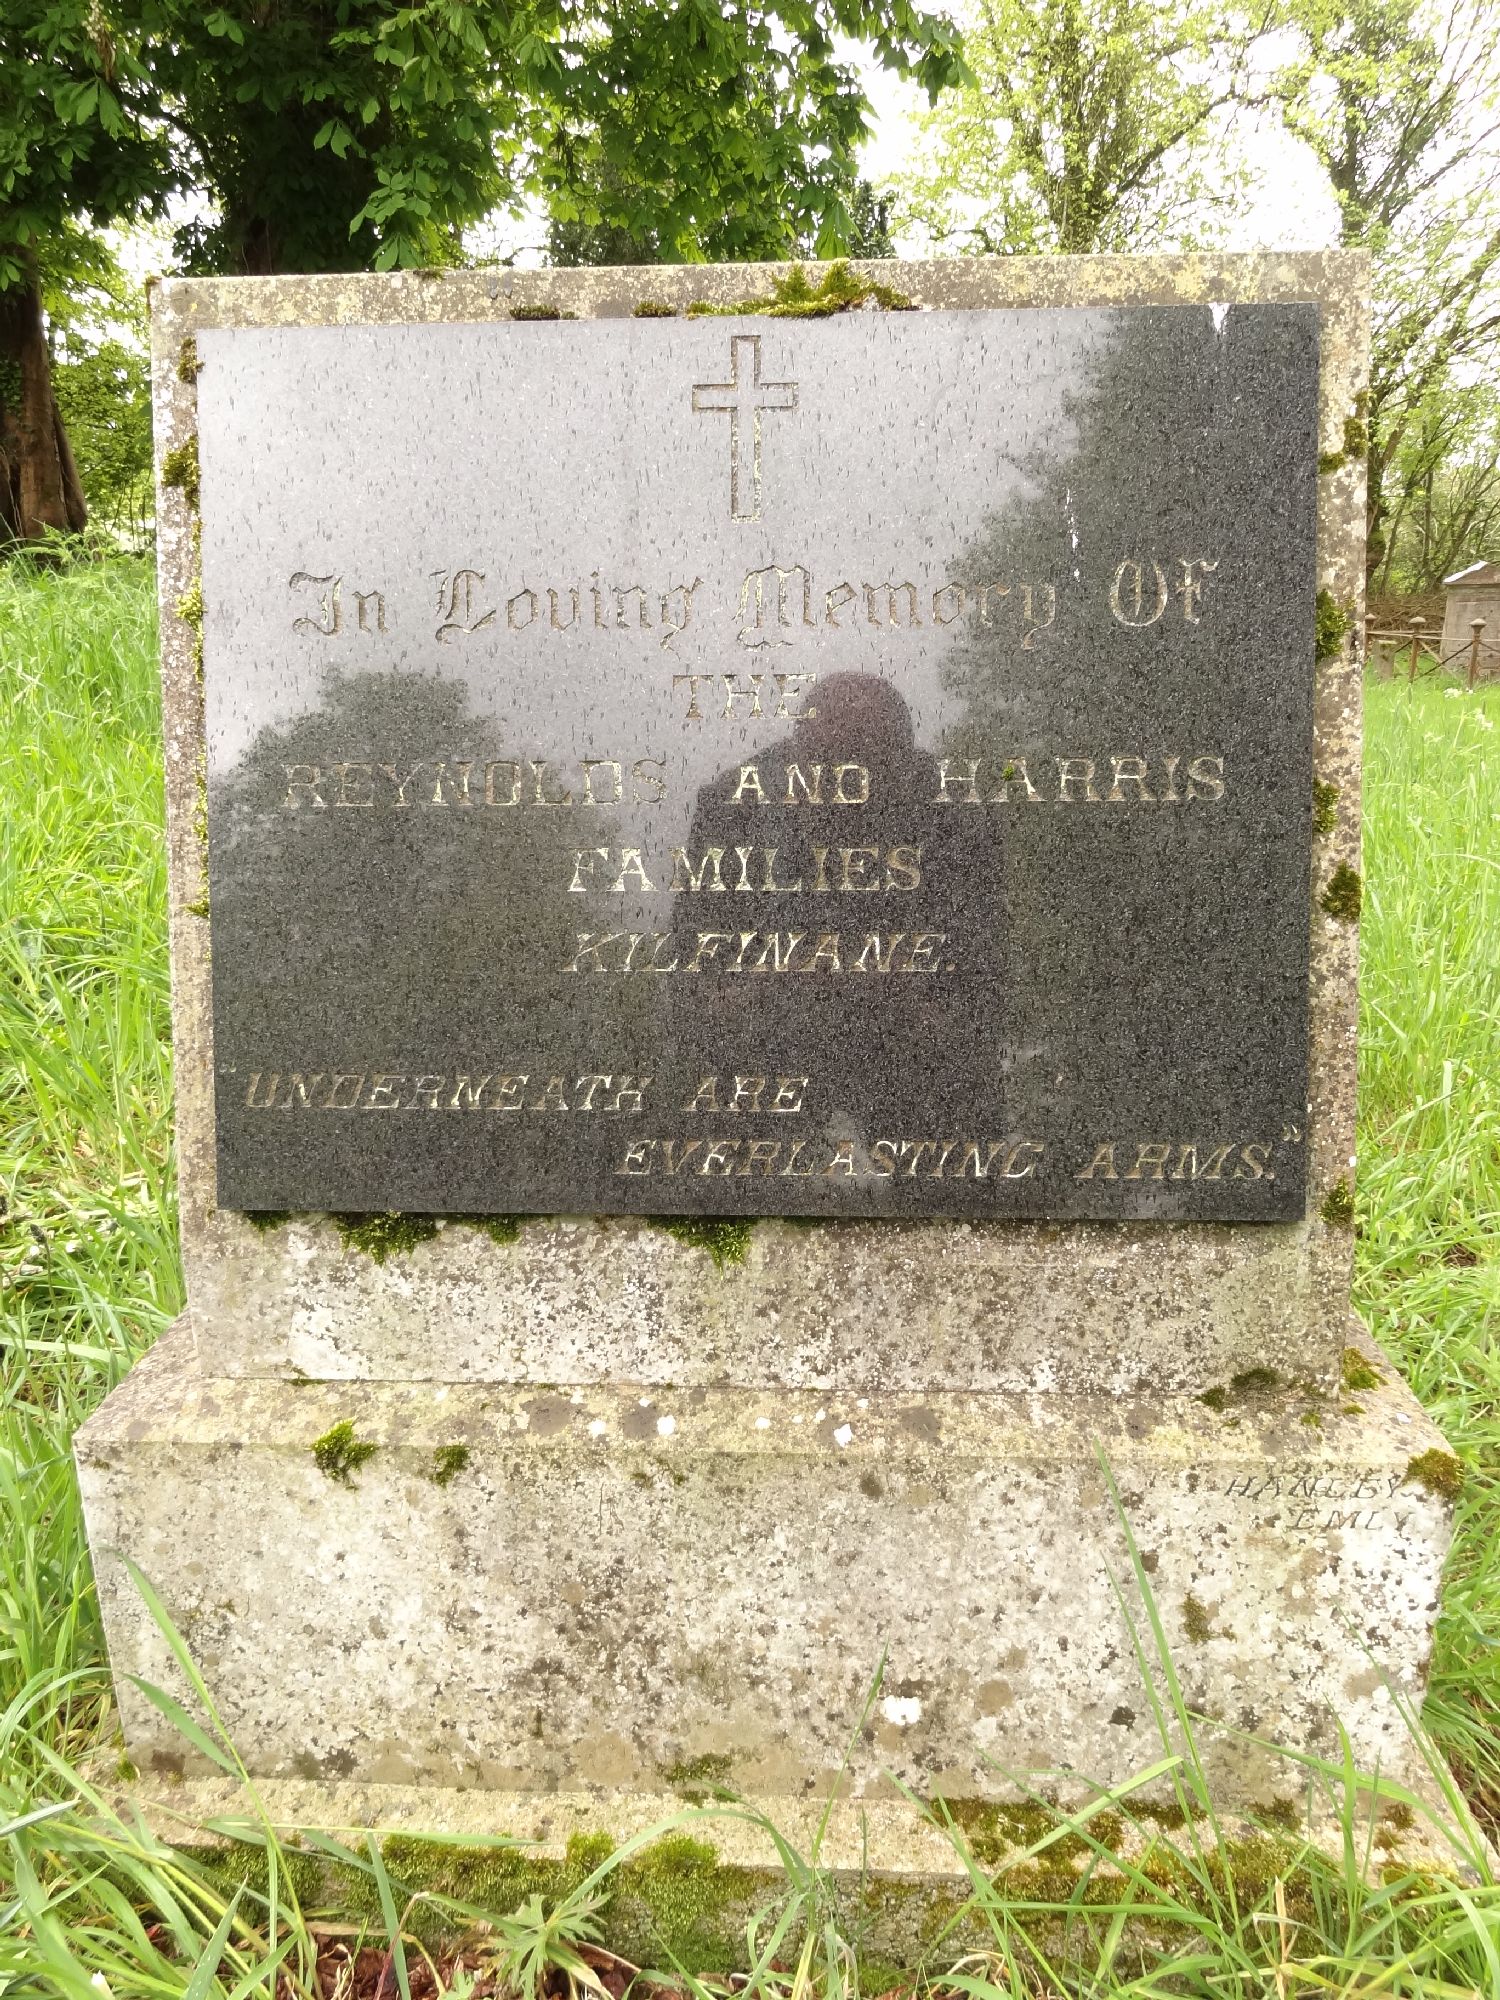 In Loving Memory Of
THE
REYNOLDS AND HARRIS
FAMILIES
KILFINANE.
"UNDERNEATH ARE
EVERLASTING ARMS."
HANLEY
EMLY